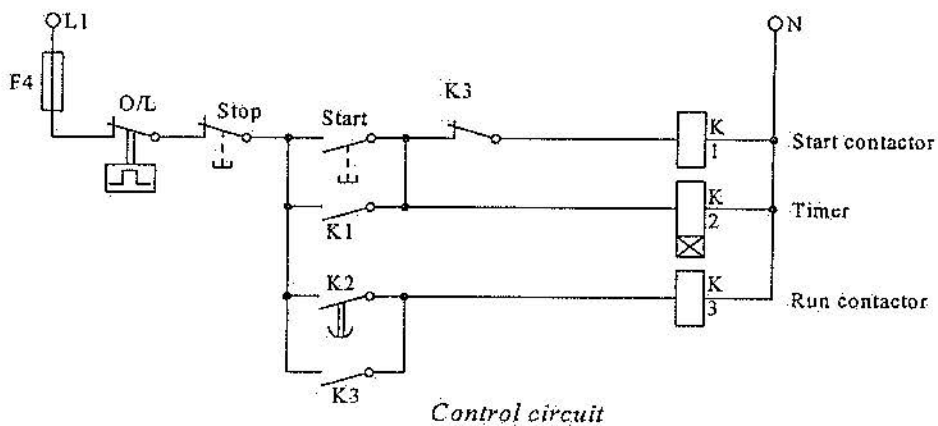 L1
N
F4
O/L
Stop
Start
K3
K
1
Start contactor
K1
K
2
Timer
K2
K
3
Run contactor
K3
Control circuit